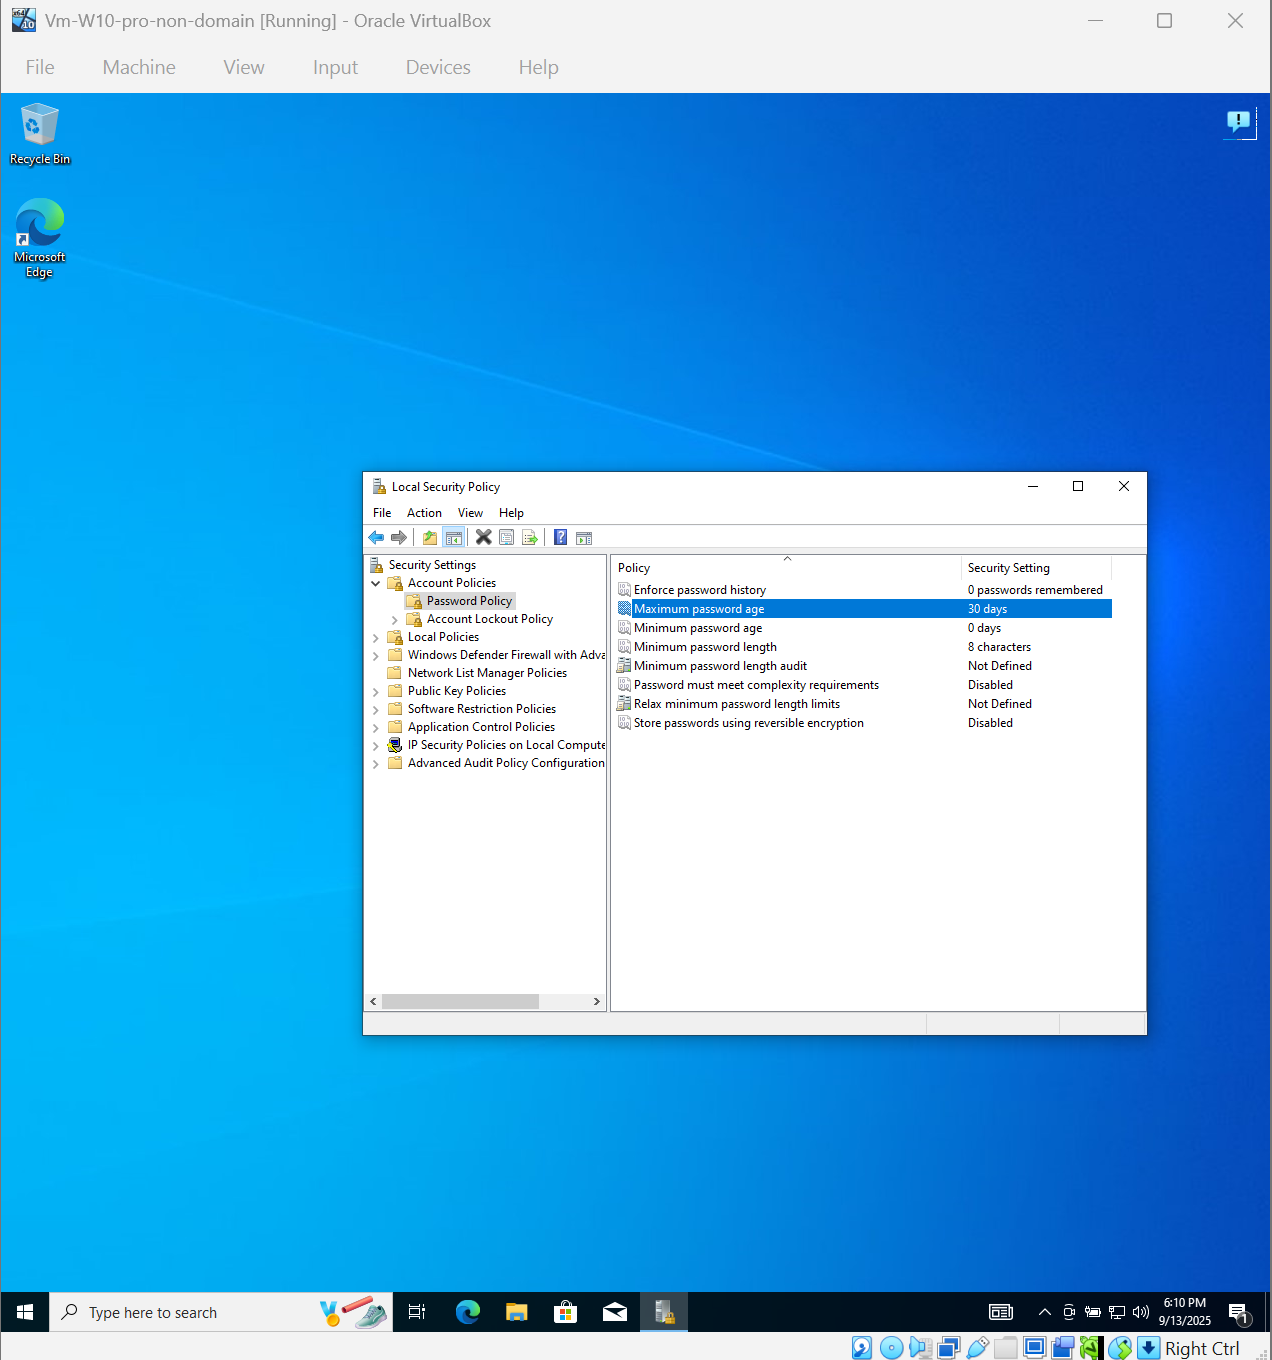 Vm-W10-pro-non-domain [Running] - Oracle VirtualBox
File Machine View Input Devices Help
Recycle Bin
Microsoft
Edge
Local Security Policy
File Action View Help
Security Settings
Account Policies
Password Policy
Account Lockout Policy
Local Policies
Windows Defender Firewall with Adva
Network List Manager Policies
Public Key Policies
Software Restriction Policies
Application Control Policies
IP Security Policies on Local Compute
Advanced Audit Policy Configuration
Policy Security Setting
Enforce password history 0 passwords remembered
Maximum password age 30 days
Minimum password age 0 days
Minimum password length 8 characters
Minimum password length audit Not Defined
Password must meet complexity requirements Disabled
Relax minimum password length limits Not Defined
Store passwords using reversible encryption Disabled
Type here to search
6:10 PM
9/13/2025
1
Right Ctrl